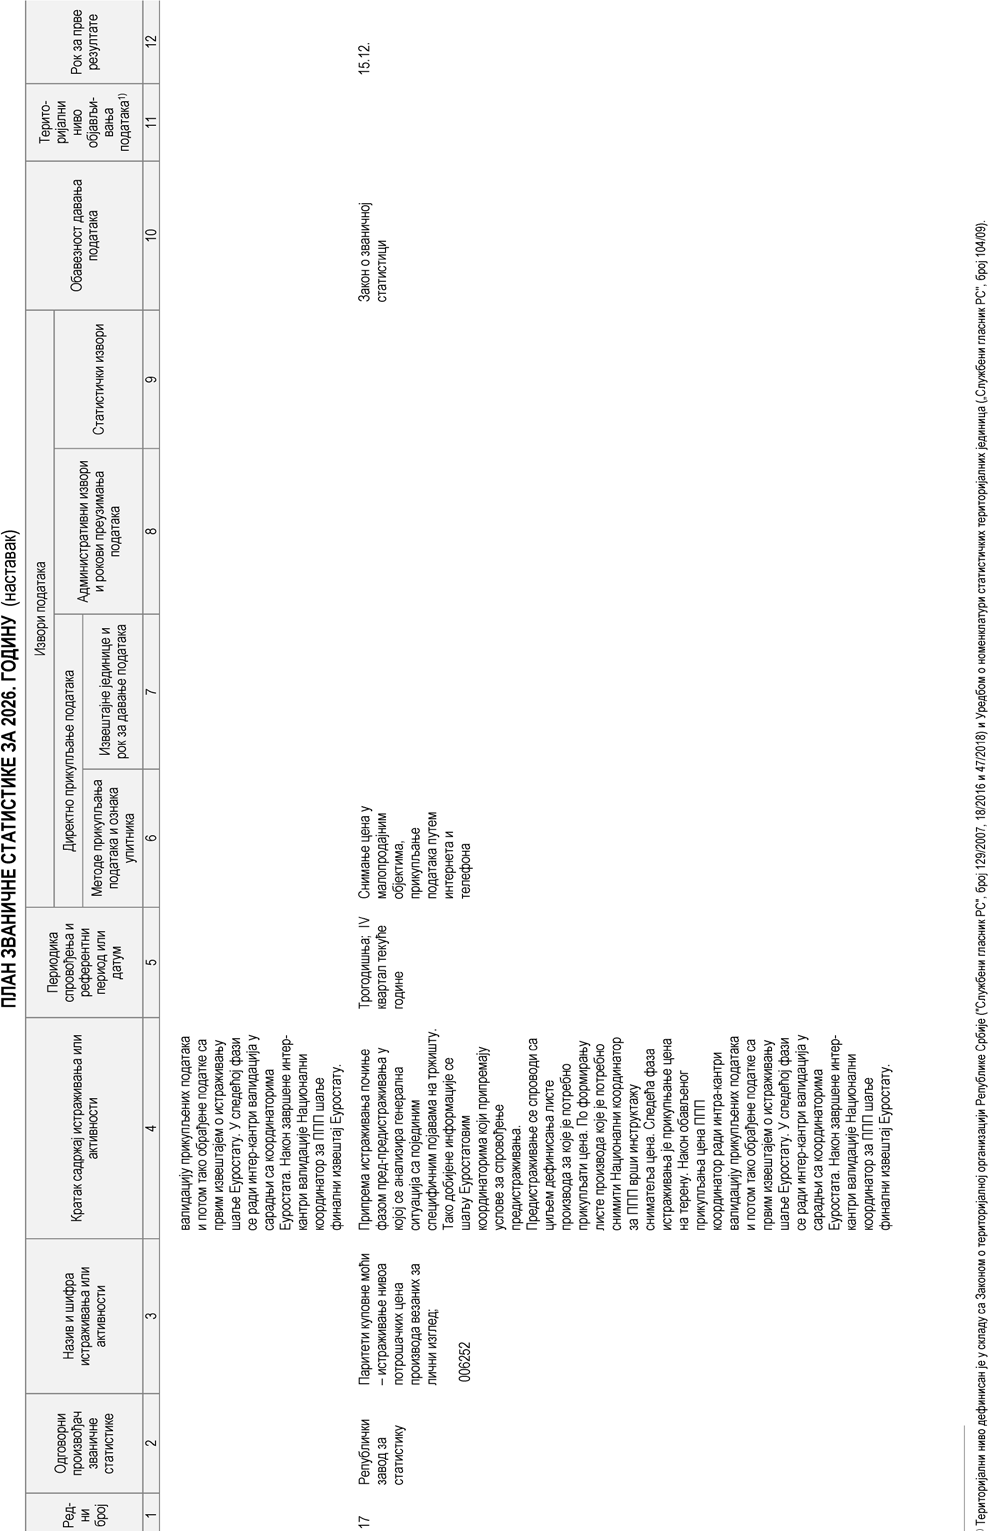 ПЛАН ЗВАНИЧНЕ СТАТИСТИКЕ ЗА 2026. ГОДИНУ (наставак)
Ред-
ни
број
Одговорни
произвођач
званичне
статистике
Назив и шифра
истраживања или
активности
Кратак садржај истраживања или
активности
Периодика
спровођења и
референтни
период или
датум
Извори података
Директно прикупљање података
Методе прикупљања
података и ознака
упитника
Извештајне јединице и
рок за давање података
Административни извори
и рокови преузимања
података
Статистички извори
Обавезност давања
података
Терито-
ријални
ниво
објављи-
вања
података¹⁾
Рок за прве
резултате
1 2 3 4 5 6 7 8 9 10 11 12
валидацију прикупљених података
и потом тако обрађене податке са
првим извештајем о истраживању
шаље Еуростату. У следећој фази
се ради интер-кантри валидација у
сарадњи са координаторима
Еуростата. Након завршене интер-
кантри валидације Национални
координатор за ППП шаље
финални извештај Еуростату.
17
Републички
завод за
статистику
Паритети куповне моћи
– истраживање нивоа
потрошачких цена
производа везаних за
лични изглед;
006252
Припрема истраживања почиње
фазом пред-предистраживања у
којој се анализира генерална
ситуација са појединим
специфичним појавама на тржишту.
Тако добијене информације се
шаљу Еуростатовим
координаторима који припремају
услове за спровођење
предистраживања.
Предистраживање се спроводи са
циљем дефинисања листе
производа за које је потребно
прикупљати цена. По формирању
листе производа које је потребно
снимити Национални координатор
за ППП врши инструктажу
сниматеља цена. Следећа фаза
истраживања је прикупљање цена
на терену. Након обављеног
прикупљања цена ППП
координатор ради интра-кантри
валидацију прикупљених података
и потом тако обрађене податке са
првим извештајем о истраживању
шаље Еуростату. У следећој фази
се ради интер-кантри валидација у
сарадњи са координаторима
Еуростата. Након завршене интер-
кантри валидације Национални
координатор за ППП шаље
финални извештај Еуростату.
Трогодишња; IV
квартал текуће
године
Снимање цена у
малопродајним
објектима,
прикупљање
података путем
интернета и
телефона
Закон о званичној
статистици
15.12.
⁾ Територијални ниво дефинисан је у складу са Законом о територијалној организацији Републике Србије ("Службени гласник РС", број 129/2007, 18/2016 и 47/2018) и Уредбом о номенклатури статистичких територијалних јединица („Службени гласник РС", број 104/09).